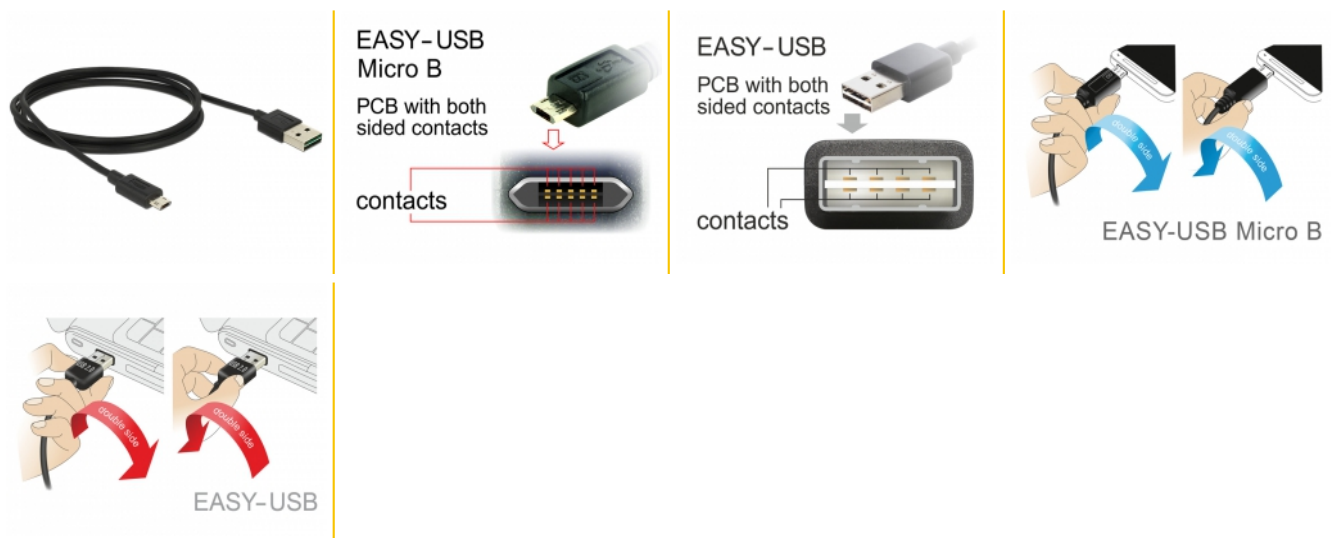 EASY-USB
Micro B
PCB with both
sided contacts
contacts
EASY-USB
PCB with both
sided contacts
contacts
double side
double side
EASY-USB Micro B
double side
double side
EASY-USB